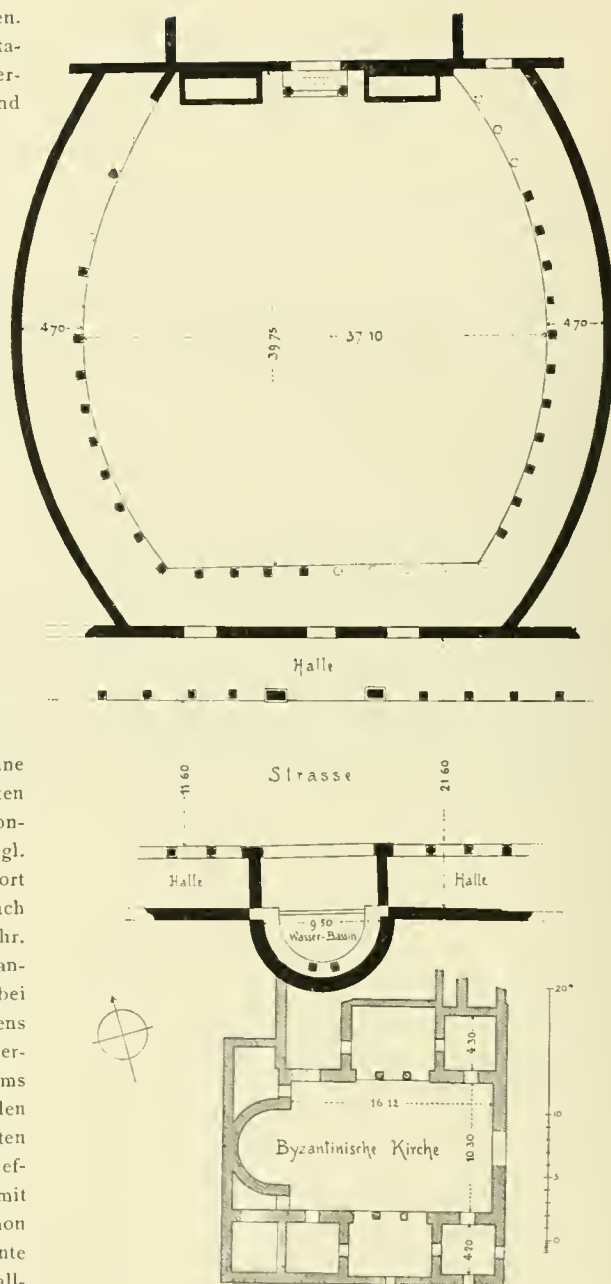 en.
ta-
er-
nd
4 70
39 75
37 10
4 70
Halle
ne
ten
on-
gl.
ort
ach
hr.
an-
bei
ens
er-
ms
den
ten
ef-
mit
hon
nte
all-
11 60
Strasse
21 60
Halle
Halle
9 50
Wasser-Bassin
20
4 30
16 12
10
Byzantinische Kirche
10 30
5
4 20
0